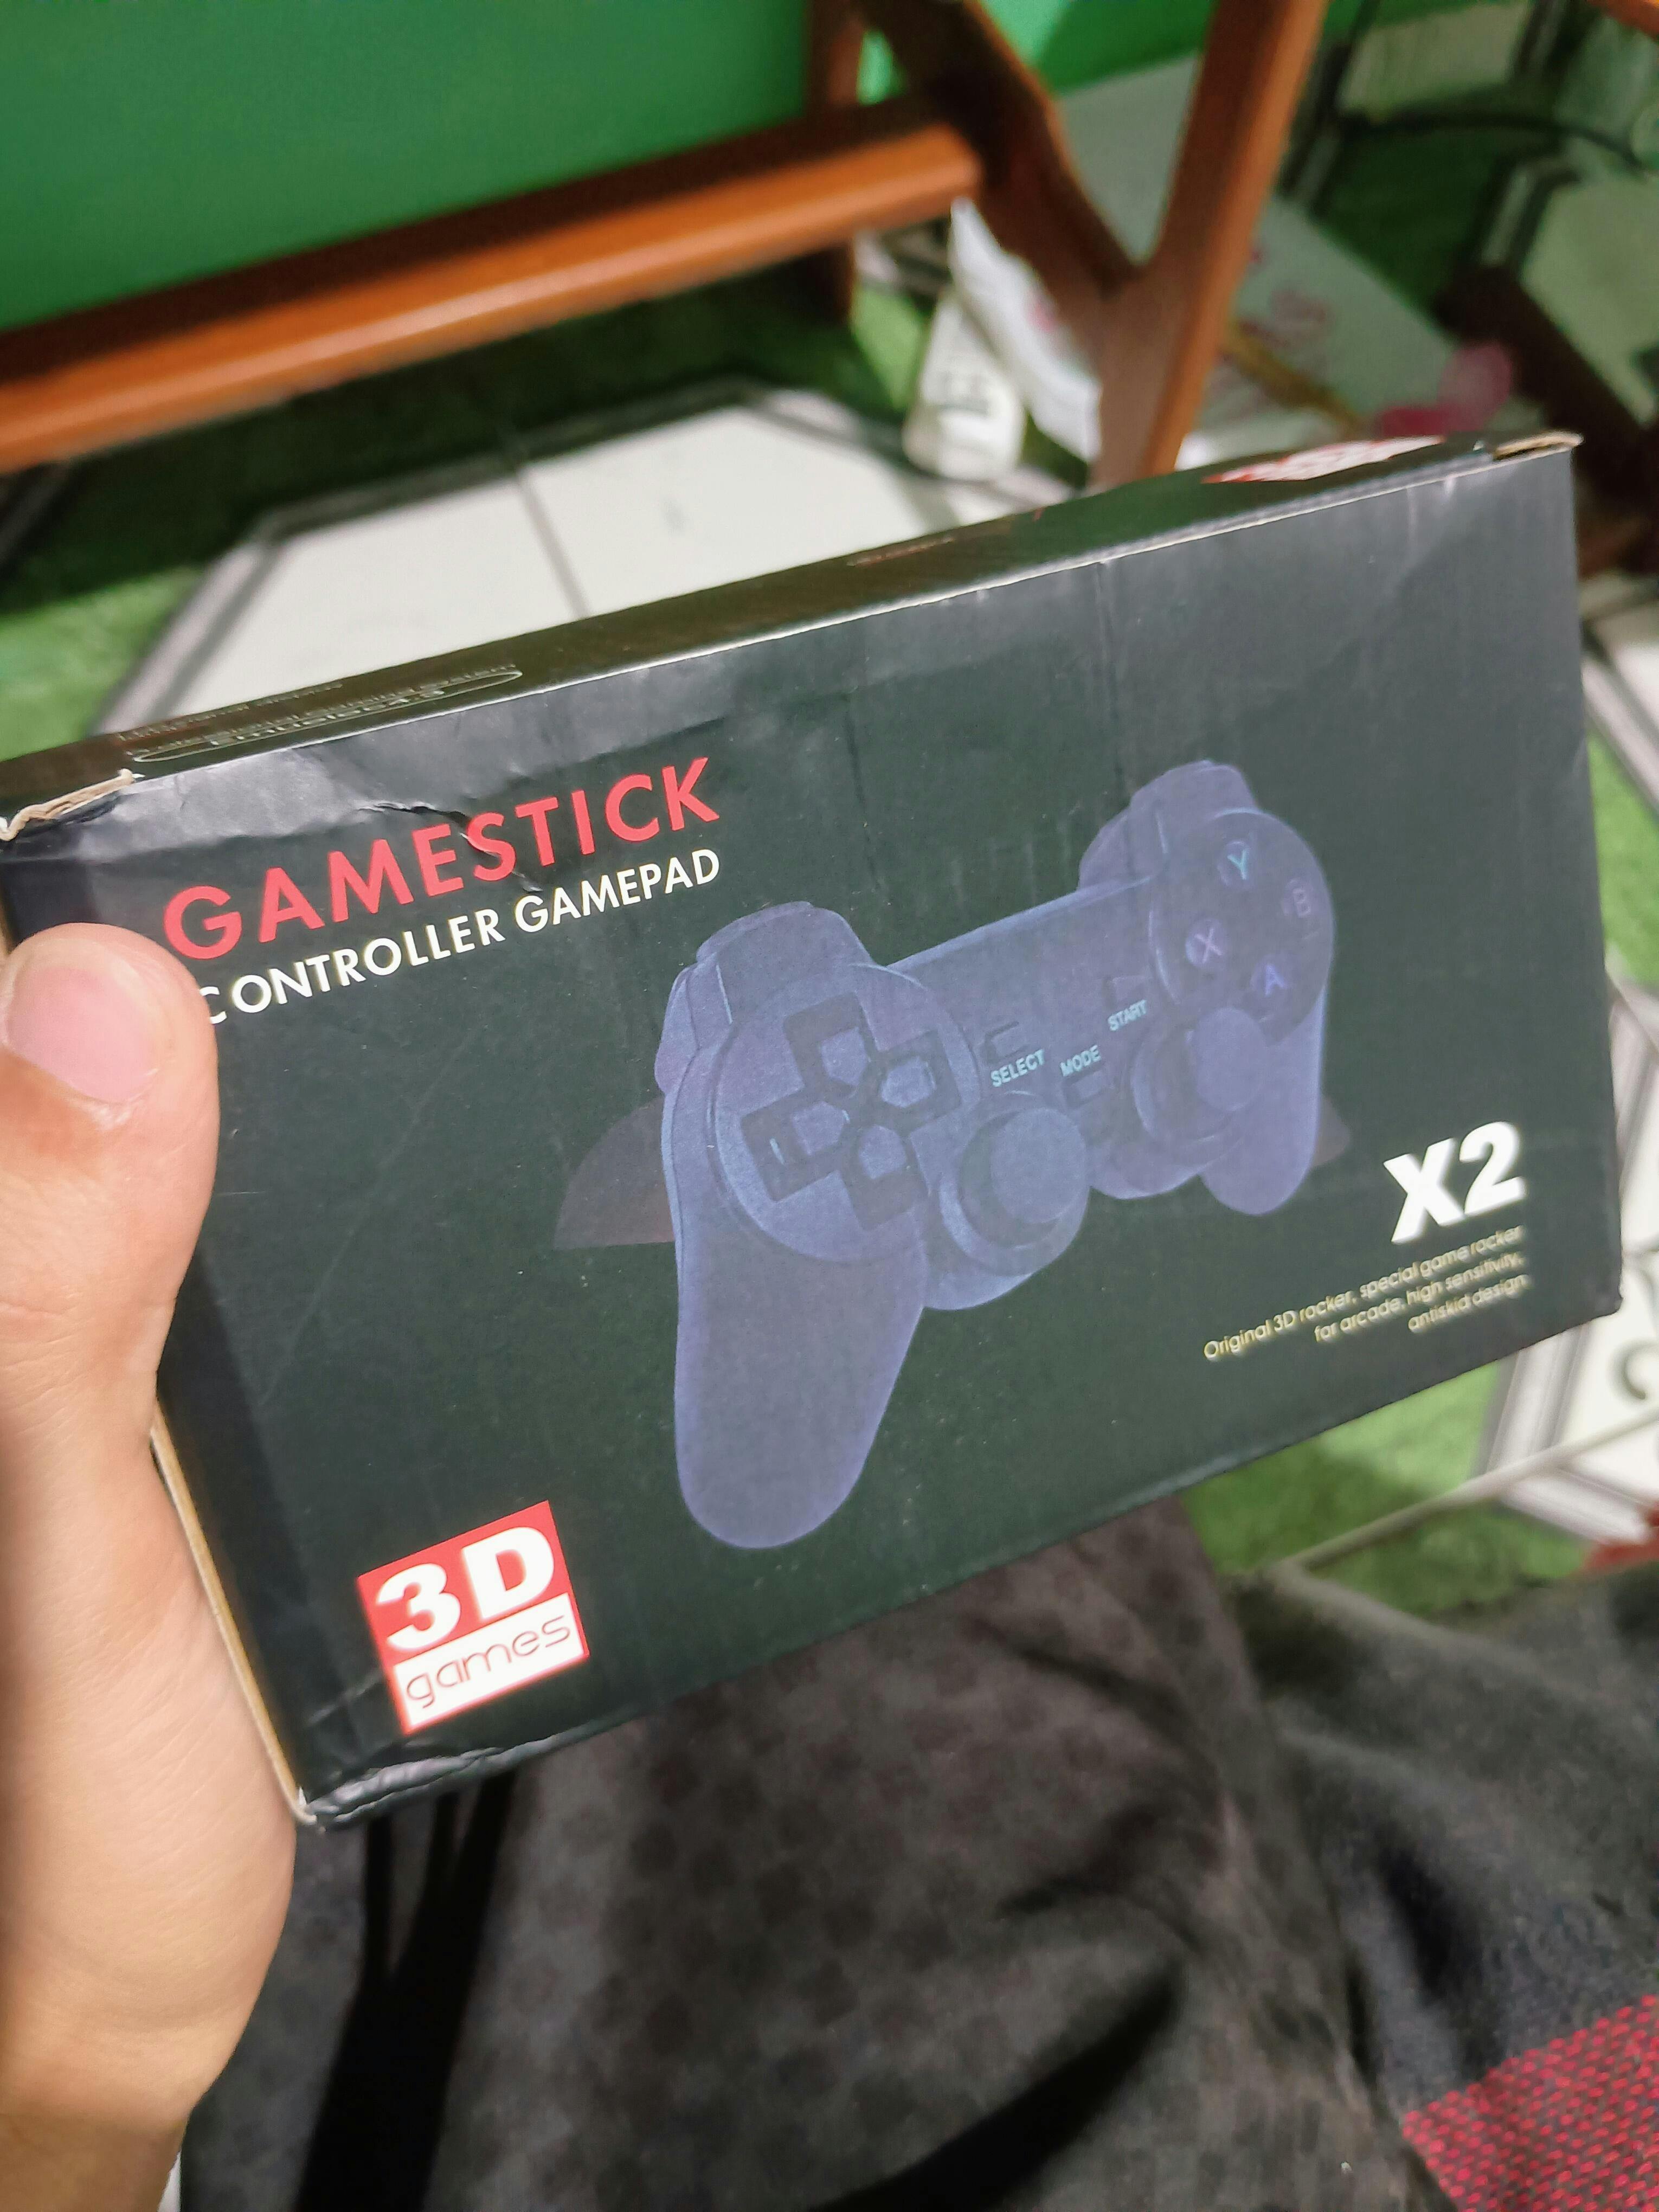 GAMESTICK
CONTROLLER GAMEPAD
Y
B
X
A
START
SELECT
MODE
X2
Original 3D rocker, special game rocker
for arcade, high sensitivity,
antiskid design.
3D
games